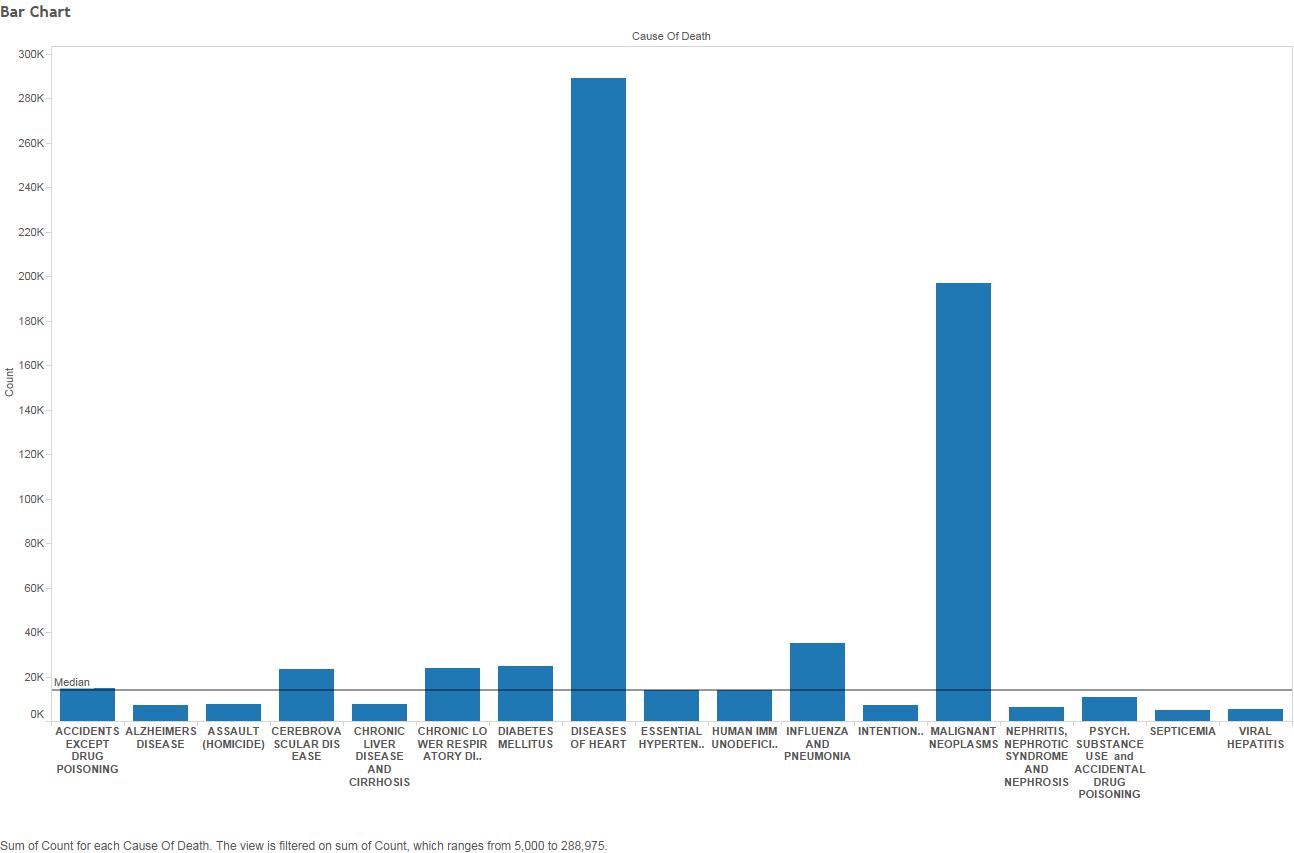 Bar Chart
Cause Of Death
300K
280K
260K
240K
220K
200K
180K
160K
140K
120K
100K
80K
60K
40K
20K
0K
Count
Median
ACCIDENTS
EXCEPT
DRUG
POISONING
ALZHEIMERS
DISEASE
ASSAULT
(HOMICIDE)
CEREBROVA
SCULAR DIS
EASE
CHRONIC
LIVER
DISEASE
AND
CIRRHOSIS
CHRONIC LO
WER RESPIR
ATORY DI..
DIABETES
MELLITUS
DISEASES
OF HEART
ESSENTIAL
HYPERTEN..
HUMAN IMM
UNODEFICI..
INFLUENZA
AND
PNEUMONIA
INTENTION..
MALIGNANT
NEOPLASMS
NEPHRITIS,
NEPHROTIC
SYNDROME
AND
NEPHROSIS
PSYCH.
SUBSTANCE
USE and
ACCIDENTAL
DRUG
POISONING
SEPTICEMIA
VIRAL
HEPATITIS
Sum of Count for each Cause Of Death. The view is filtered on sum of Count, which ranges from 5,000 to 288,975.